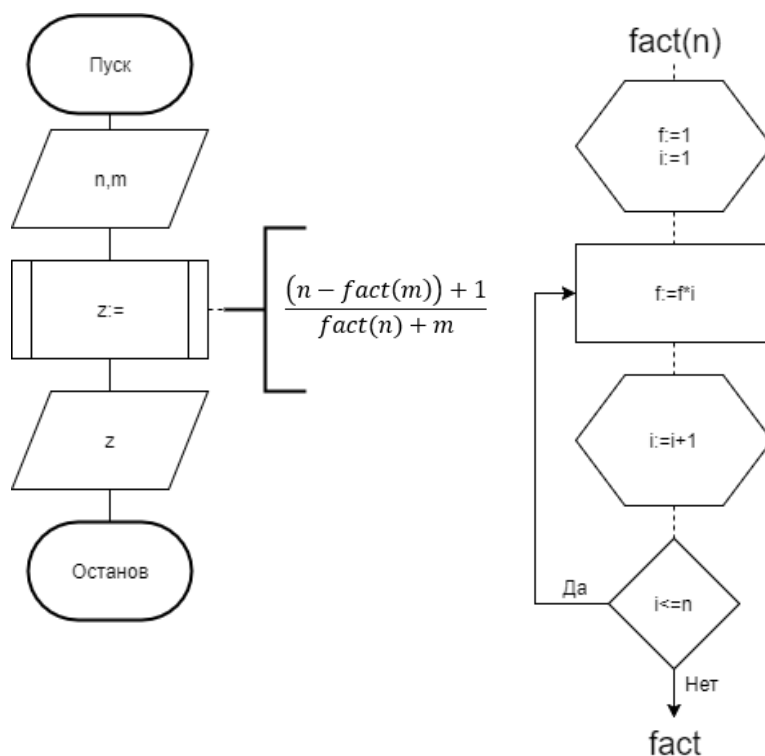 Пуск
n,m
z:=
(n − fact(m)) + 1
fact(n) + m
z
Останов
fact(n)
f:=1
i:=1
f:=f*i
i:=i+1
i<=n
Да
Нет
fact